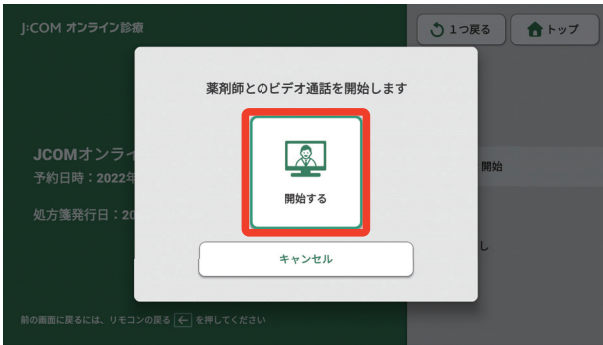 J:COM オンライン診療
1つ戻る
トップ
薬剤師とのビデオ通話を開始します
JCOMオンライ
予約日時：2022年
開始
開始する
処方箋発行日：20
し
キャンセル
前の画面に戻るには、リモコンの戻る ← を押してください